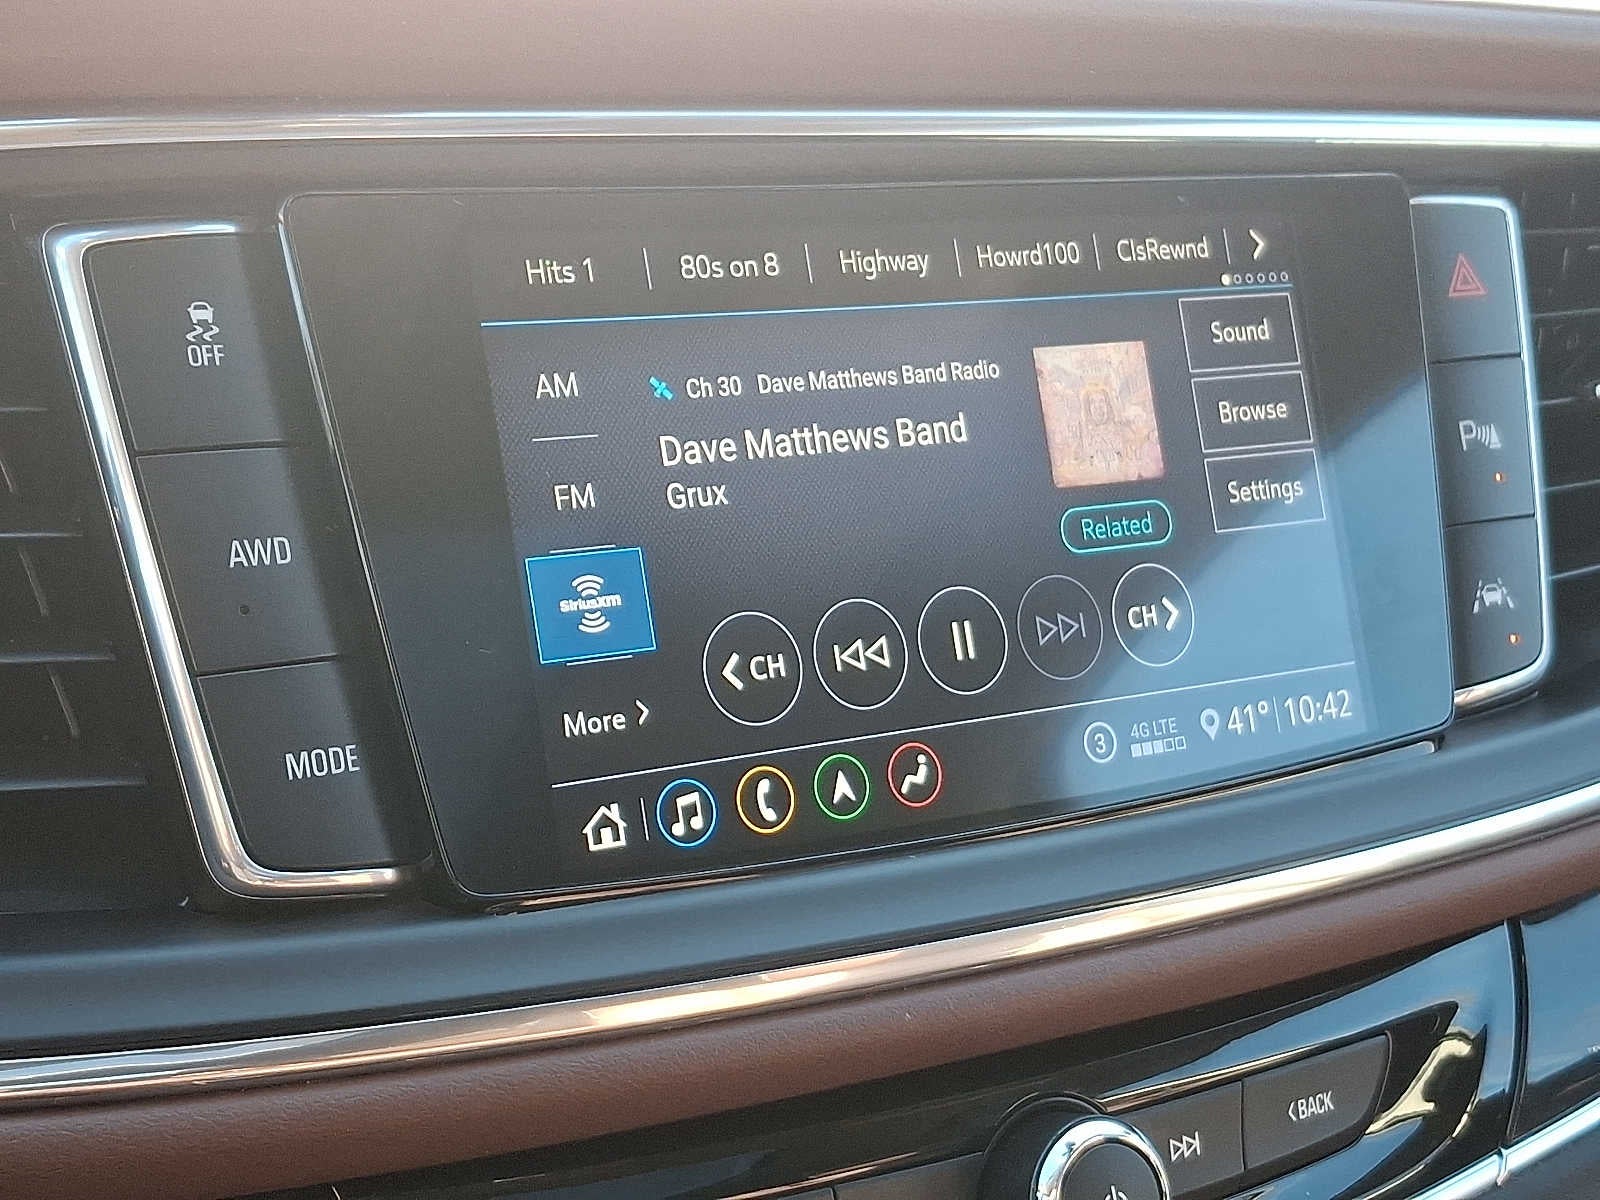 Hits 1 | 80s on 8 | Highway | Howrd100 | ClsRewnd
OFF
AWD
MODE
AM
FM
SiriusXM
More
Ch 30 Dave Matthews Band Radio
Dave Matthews Band
Grux
Related
Sound
Browse
Settings
CH
CH
3 4G LTE 41° 10:42
P
BACK